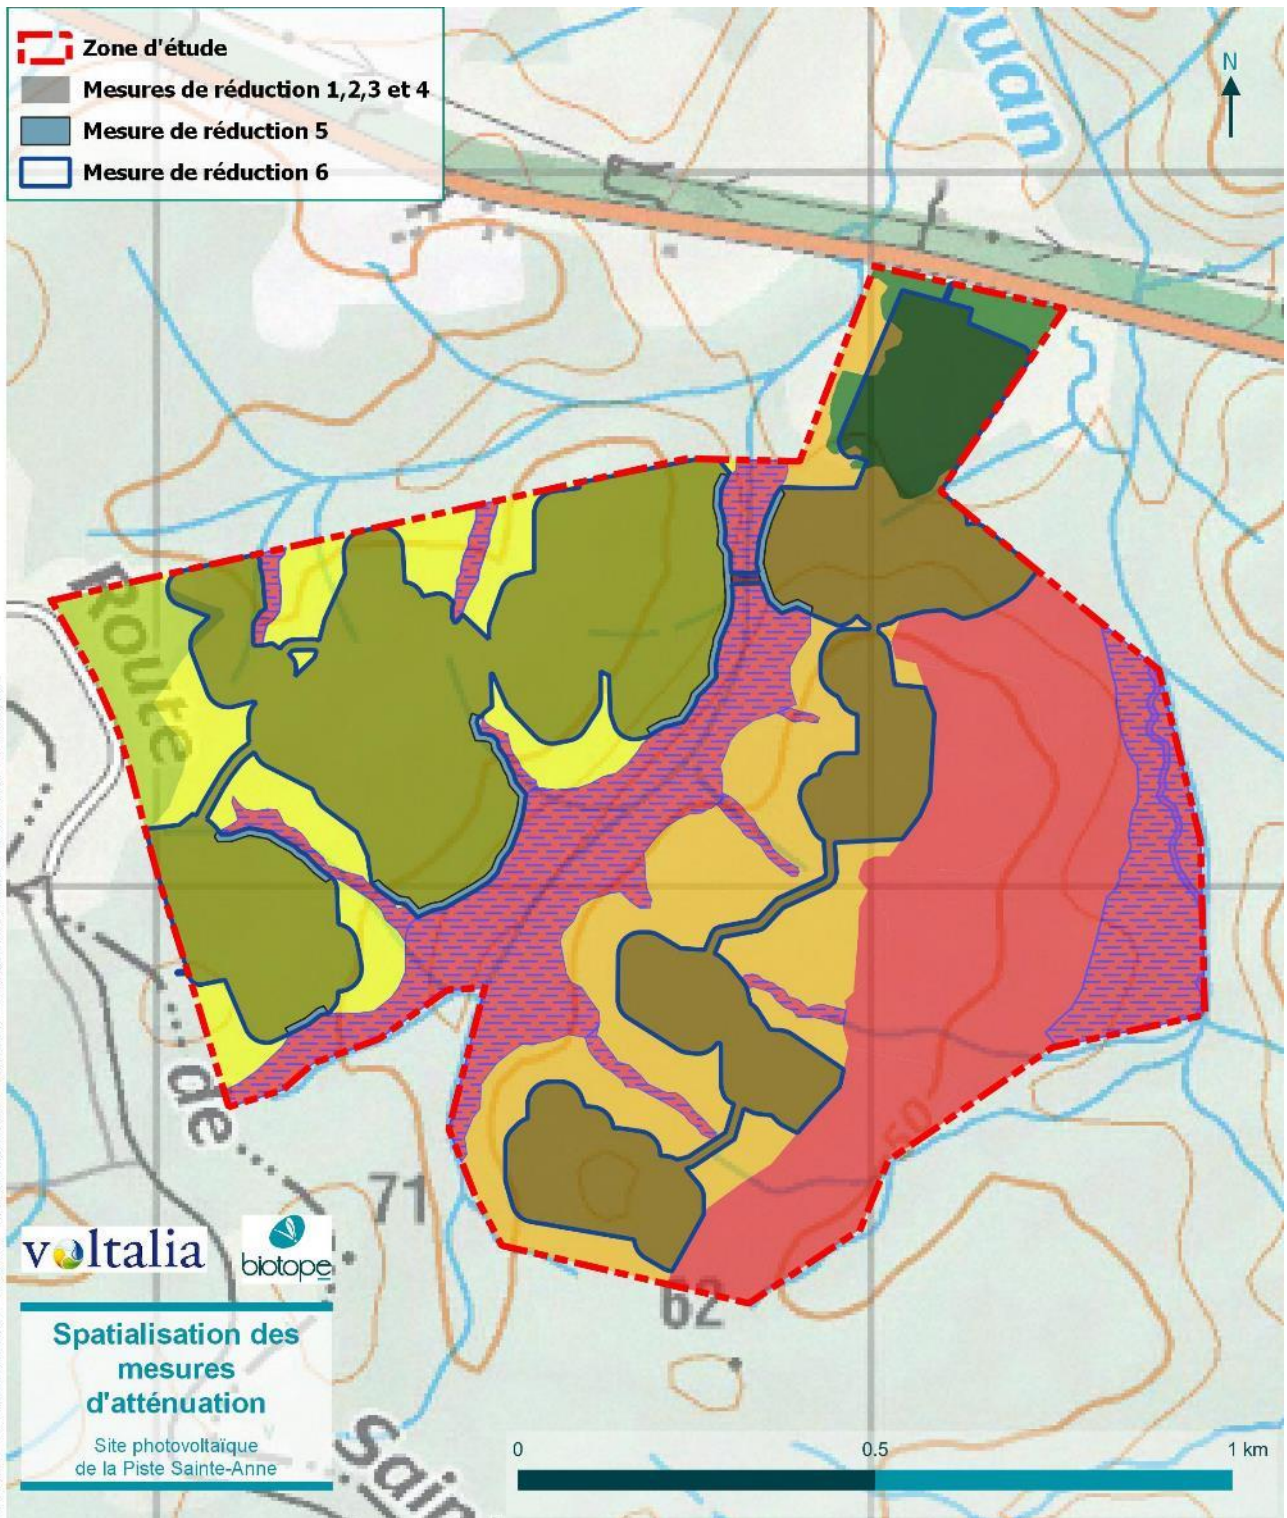 Zone d'étude
Mesures de réduction 1,2,3 et 4
Mesure de réduction 5
Mesure de réduction 6
N
Route
de
71
50
62
Sain
voltalia
biotope
Spatialisation des
mesures
d'atténuation
Site photovoltaïque
de la Piste Sainte-Anne
0
0.5
1 km